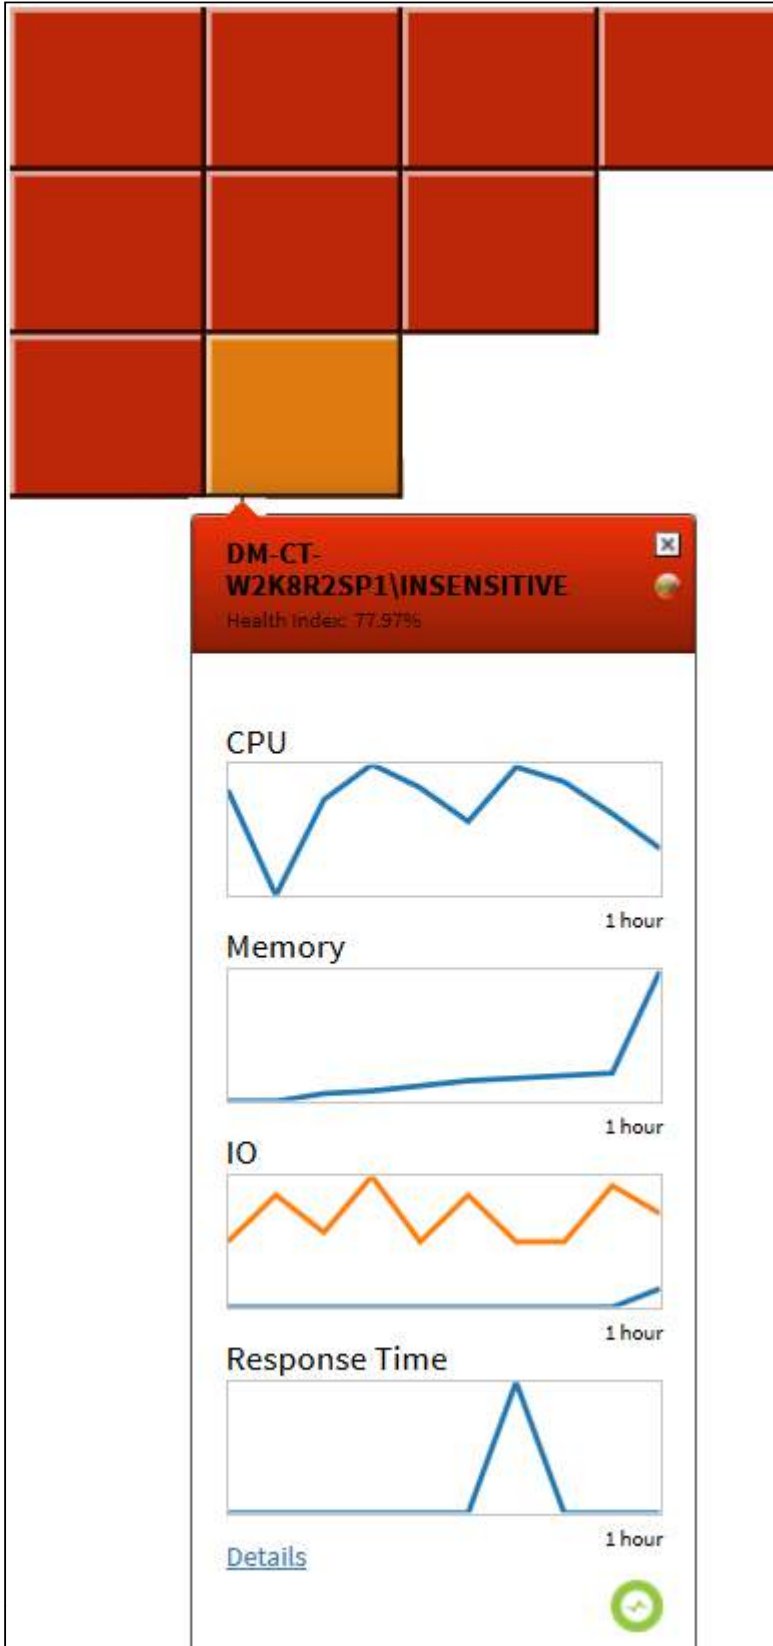 DM-CT-
W2K8R2SP1\INSENSITIVE
Health Index: 77.97%
CPU
1 hour
Memory
1 hour
IO
1 hour
Response Time
1 hour
Details